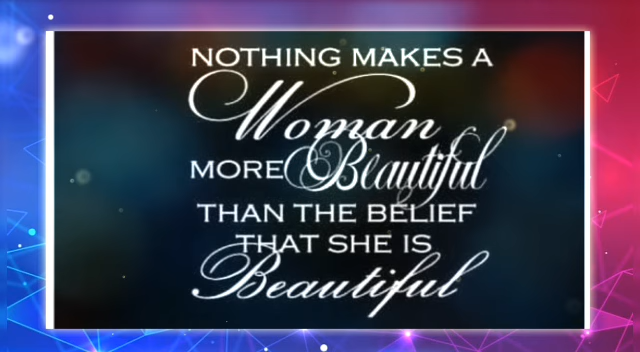 NOTHING MAKES A
Woman
MORE Beautiful
THAN THE BELIEF
THAT SHE IS
Beautiful